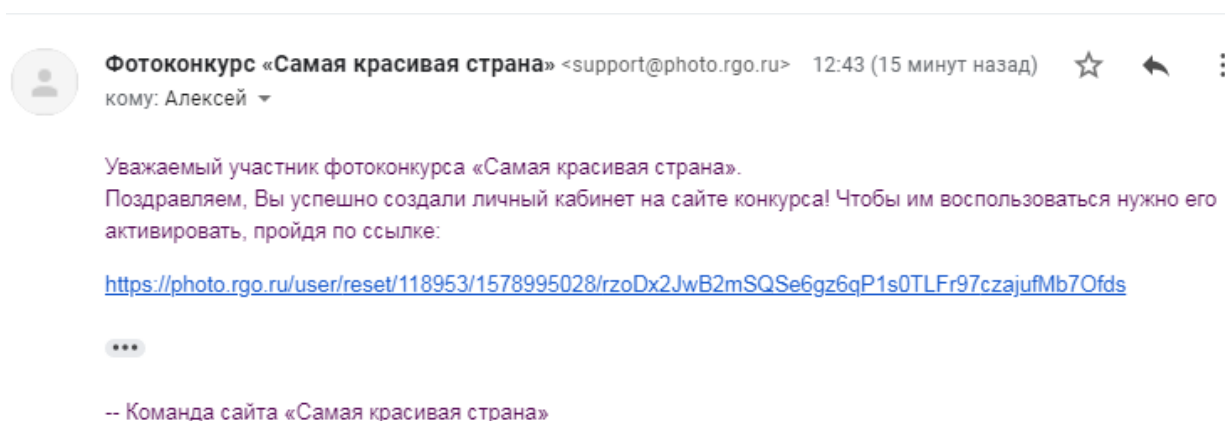 Фотоконкурс «Самая красивая страна» <support@photo.rgo.ru> 12:43 (15 минут назад)
кому: Алексей
Уважаемый участник фотоконкурса «Самая красивая страна».
Поздравляем, Вы успешно создали личный кабинет на сайте конкурса! Чтобы им воспользоваться нужно его
активировать, пройдя по ссылке:
https://photo.rgo.ru/user/reset/118953/1578995028/rzoDx2JwB2mSQSe6gz6qP1s0TLFr97czajufMb7Ofds
-- Команда сайта «Самая красивая страна»